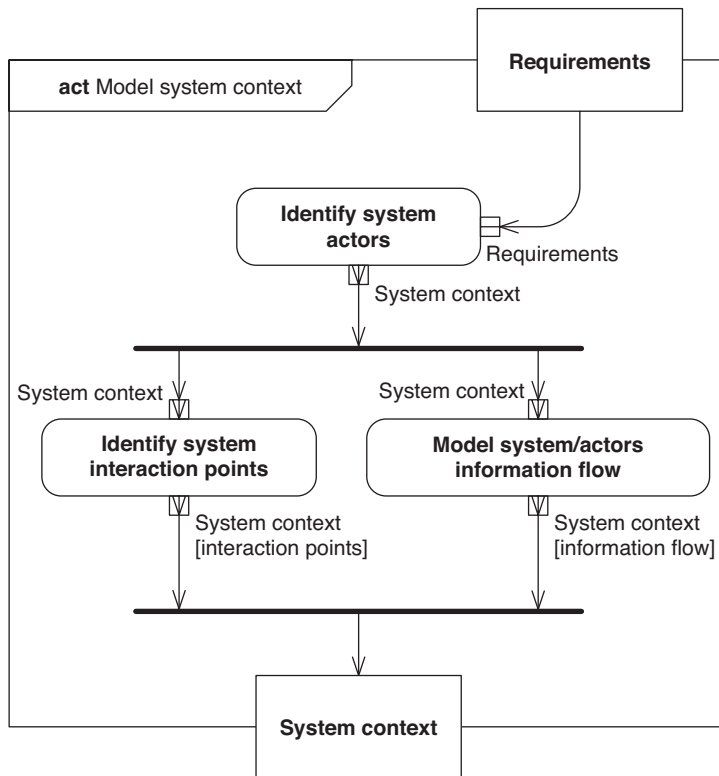 Requirements
act Model system context
Identify system
actors
Requirements
System context
System context
System context
Identify system
interaction points
Model system/actors
information flow
System context
[interaction points]
System context
[information flow]
System context